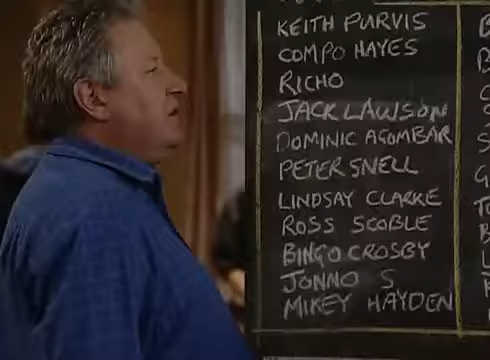 KEITH PURVIS
COMPO HAYES
RICHO
JACK LAWSON
DOMINIC AGOMBAR
PETER SNELL
LINDSAY CLARKE
ROSS SCOBLE
BINGO CROSBY
JONNO S
MIKEY HAYDEN